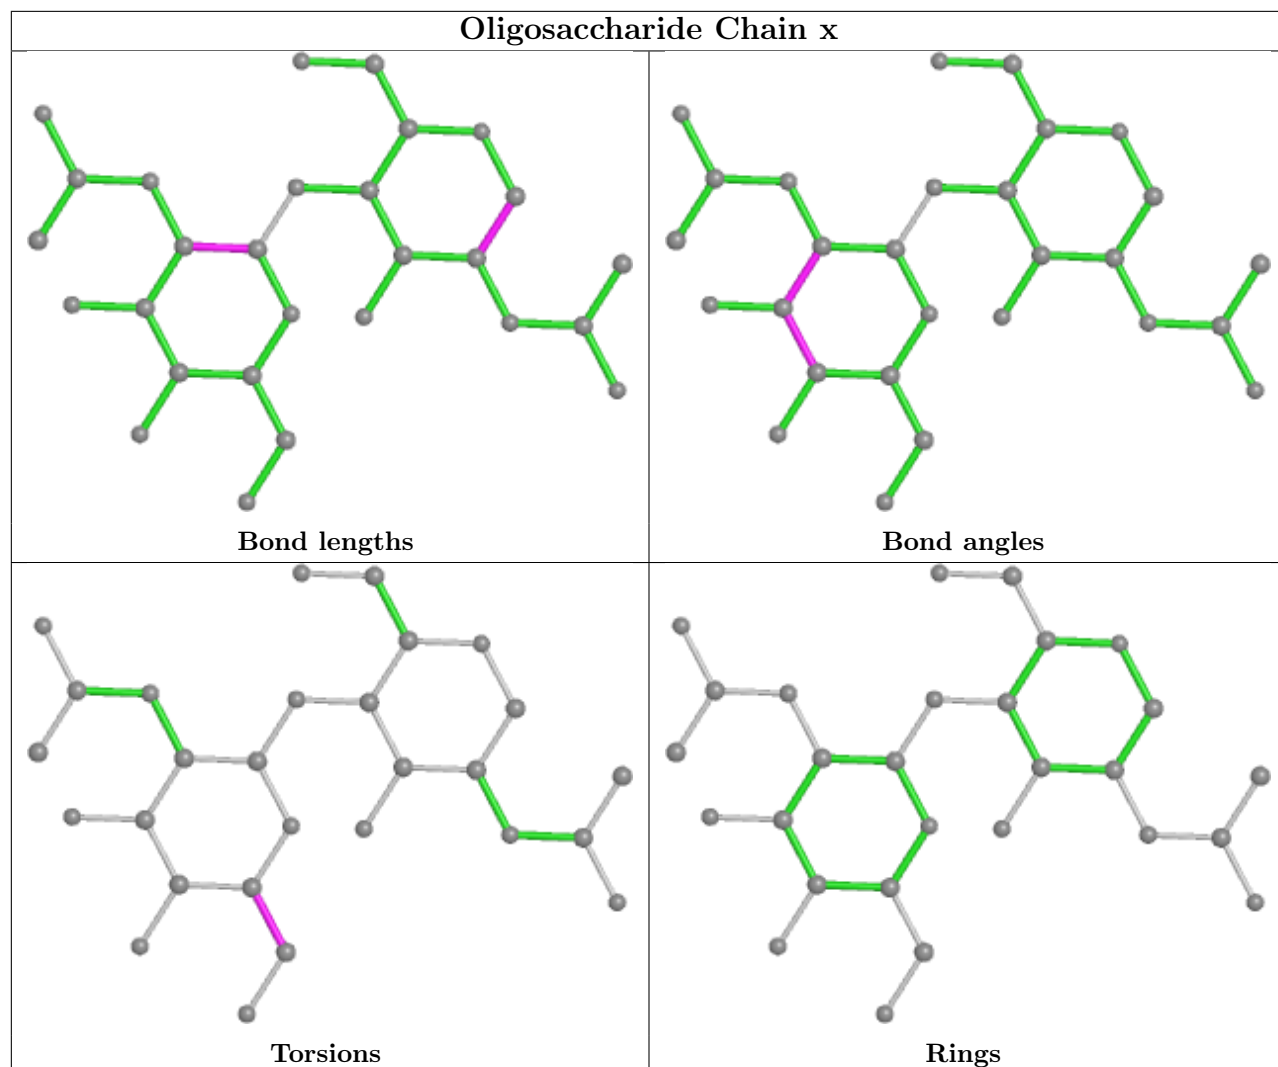 Oligosaccharide Chain x
Bond lengths
Bond angles
Torsions
Rings